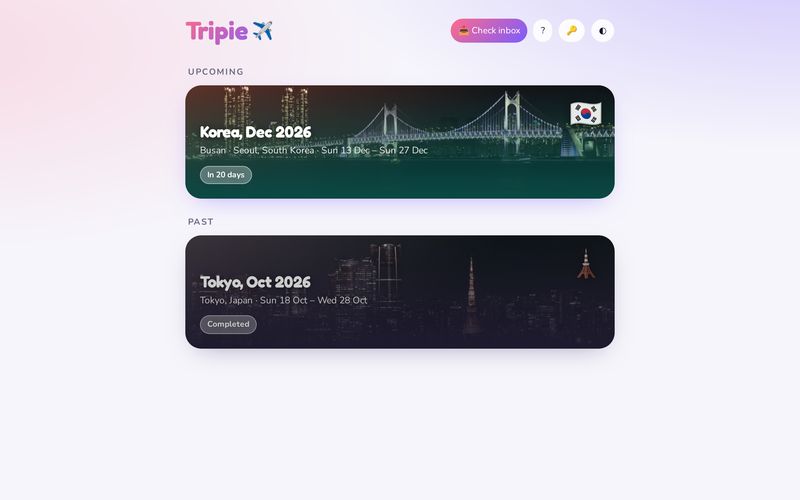 Tripie ✈️
📥 Check inbox
?
UPCOMING
Korea, Dec 2026
Busan · Seoul, South Korea · Sun 13 Dec – Sun 27 Dec
In 20 days
PAST
Tokyo, Oct 2026
Tokyo, Japan · Sun 18 Oct – Wed 28 Oct
Completed